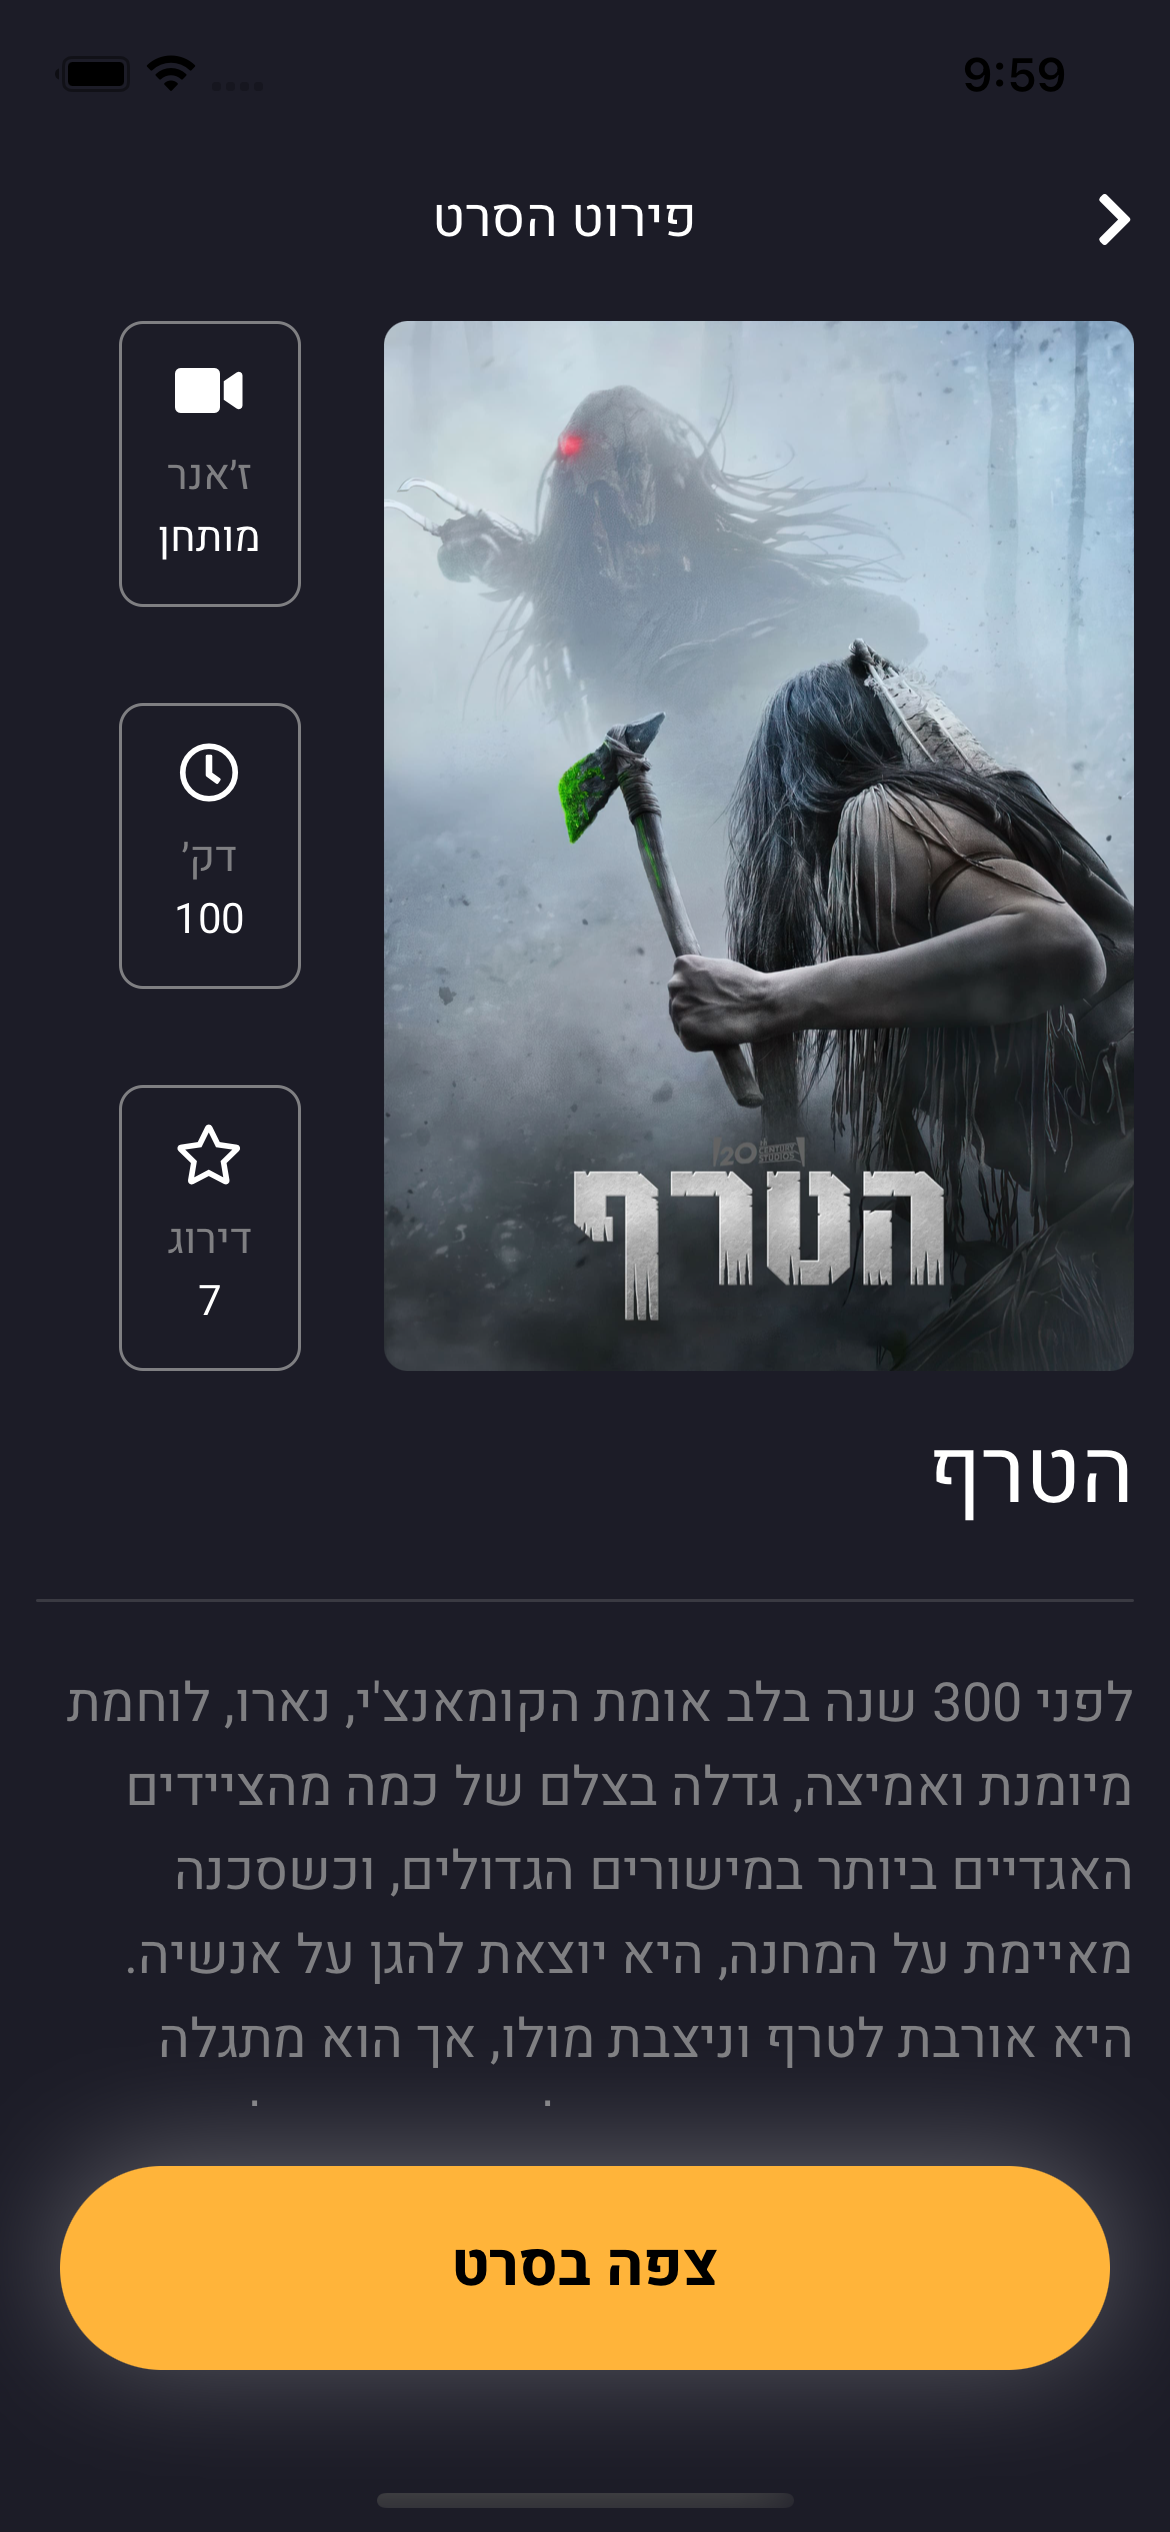 9:59
פירוט הסרט
ז'אנר
מותחן
דק'
100
דירוג
7
20TH CENTURY STUDIOS
הטרף
הטרף
לפני 300 שנה בלב אומת הקומאנצ'י, נארו, לוחמת
מיומנת ואמיצה, גדלה בצלם של כמה מהציידים
האגדיים ביותר במישורים הגדולים, וכשסכנה
מאיימת על המחנה, היא יוצאת להגן על אנשיה.
היא אורבת לטרף וניצבת מולו, אך הוא מתגלה
צפה בסרט